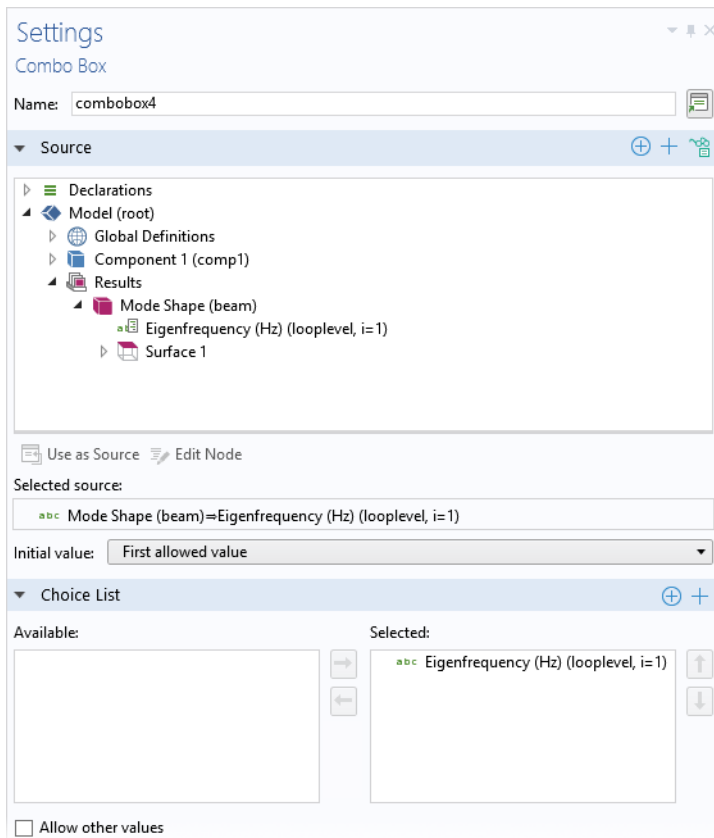 Settings
Combo Box
Name: combobox4
Source
Declarations
Model (root)
Global Definitions
Component 1 (comp1)
Results
Mode Shape (beam)
Eigenfrequency (Hz) (looplevel, i=1)
Surface 1
Use as Source Edit Node
Selected source:
abc Mode Shape (beam)⇒Eigenfrequency (Hz) (looplevel, i=1)
Initial value: First allowed value
Choice List
Available: Selected:
abc Eigenfrequency (Hz) (looplevel, i=1)
Allow other values